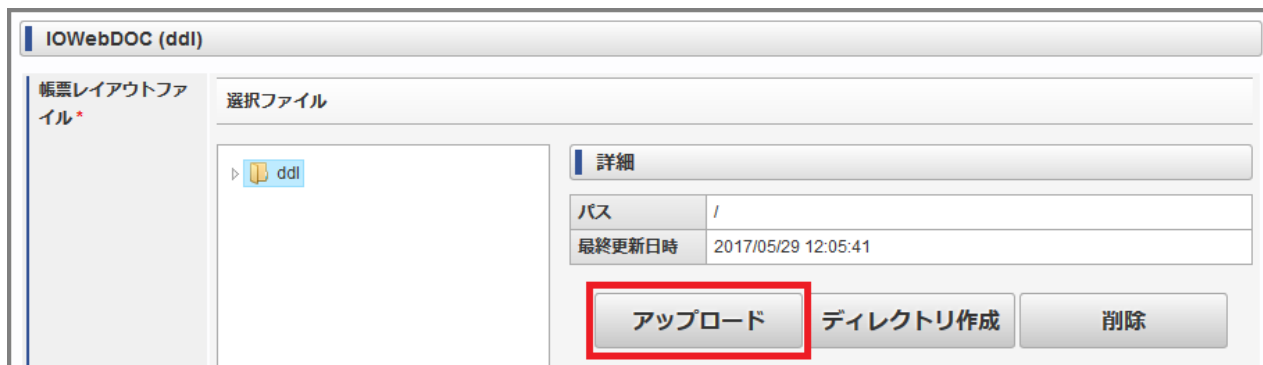 IOWebDOC (ddl)
帳票レイアウトファ
イル*
選択ファイル
ddl
詳細
パス
/
最終更新日時
2017/05/29 12:05:41
アップロード
ディレクトリ作成
削除